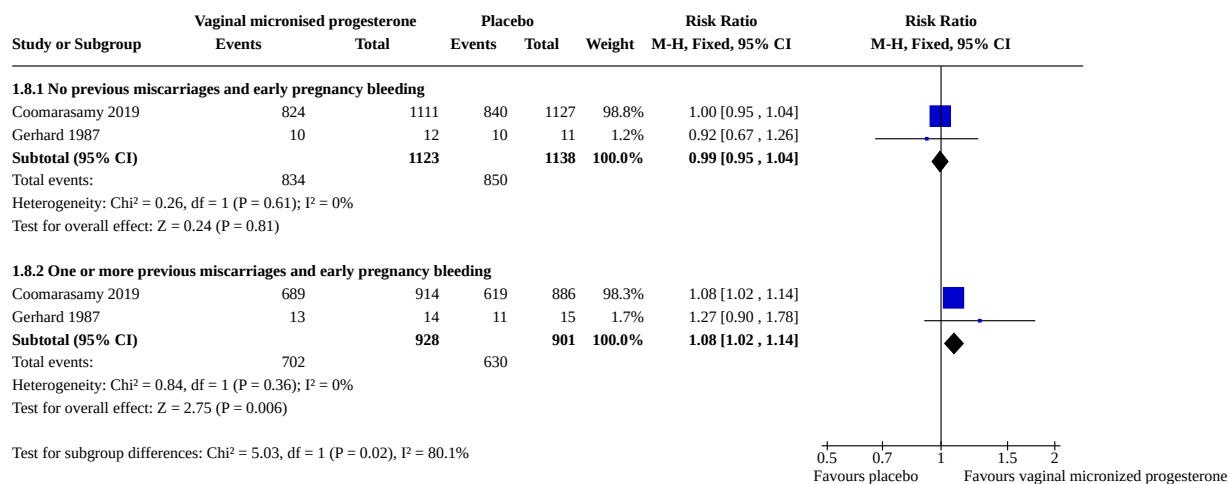 Vaginal micronised progesterone Placebo Risk Ratio Risk Ratio
Study or Subgroup Events Total Events Total Weight M-H, Fixed, 95% CI M-H, Fixed, 95% CI
1.8.1 No previous miscarriages and early pregnancy bleeding
Coomarasamy 2019 824 1111 840 1127 98.8% 1.00 [0.95 , 1.04]
Gerhard 1987 10 12 10 11 1.2% 0.92 [0.67 , 1.26]
Subtotal (95% CI) 1123 1138 100.0% 0.99 [0.95 , 1.04]
Total events: 834 850
Heterogeneity: Chi² = 0.26, df = 1 (P = 0.61); I² = 0%
Test for overall effect: Z = 0.24 (P = 0.81)
1.8.2 One or more previous miscarriages and early pregnancy bleeding
Coomarasamy 2019 689 914 619 886 98.3% 1.08 [1.02 , 1.14]
Gerhard 1987 13 14 11 15 1.7% 1.27 [0.90 , 1.78]
Subtotal (95% CI) 928 901 100.0% 1.08 [1.02 , 1.14]
Total events: 702 630
Heterogeneity: Chi² = 0.84, df = 1 (P = 0.36); I² = 0%
Test for overall effect: Z = 2.75 (P = 0.006)
Test for subgroup differences: Chi² = 5.03, df = 1 (P = 0.02), I² = 80.1%
0.5 0.7 1 1.5 2
Favours placebo Favours vaginal micronized progesterone